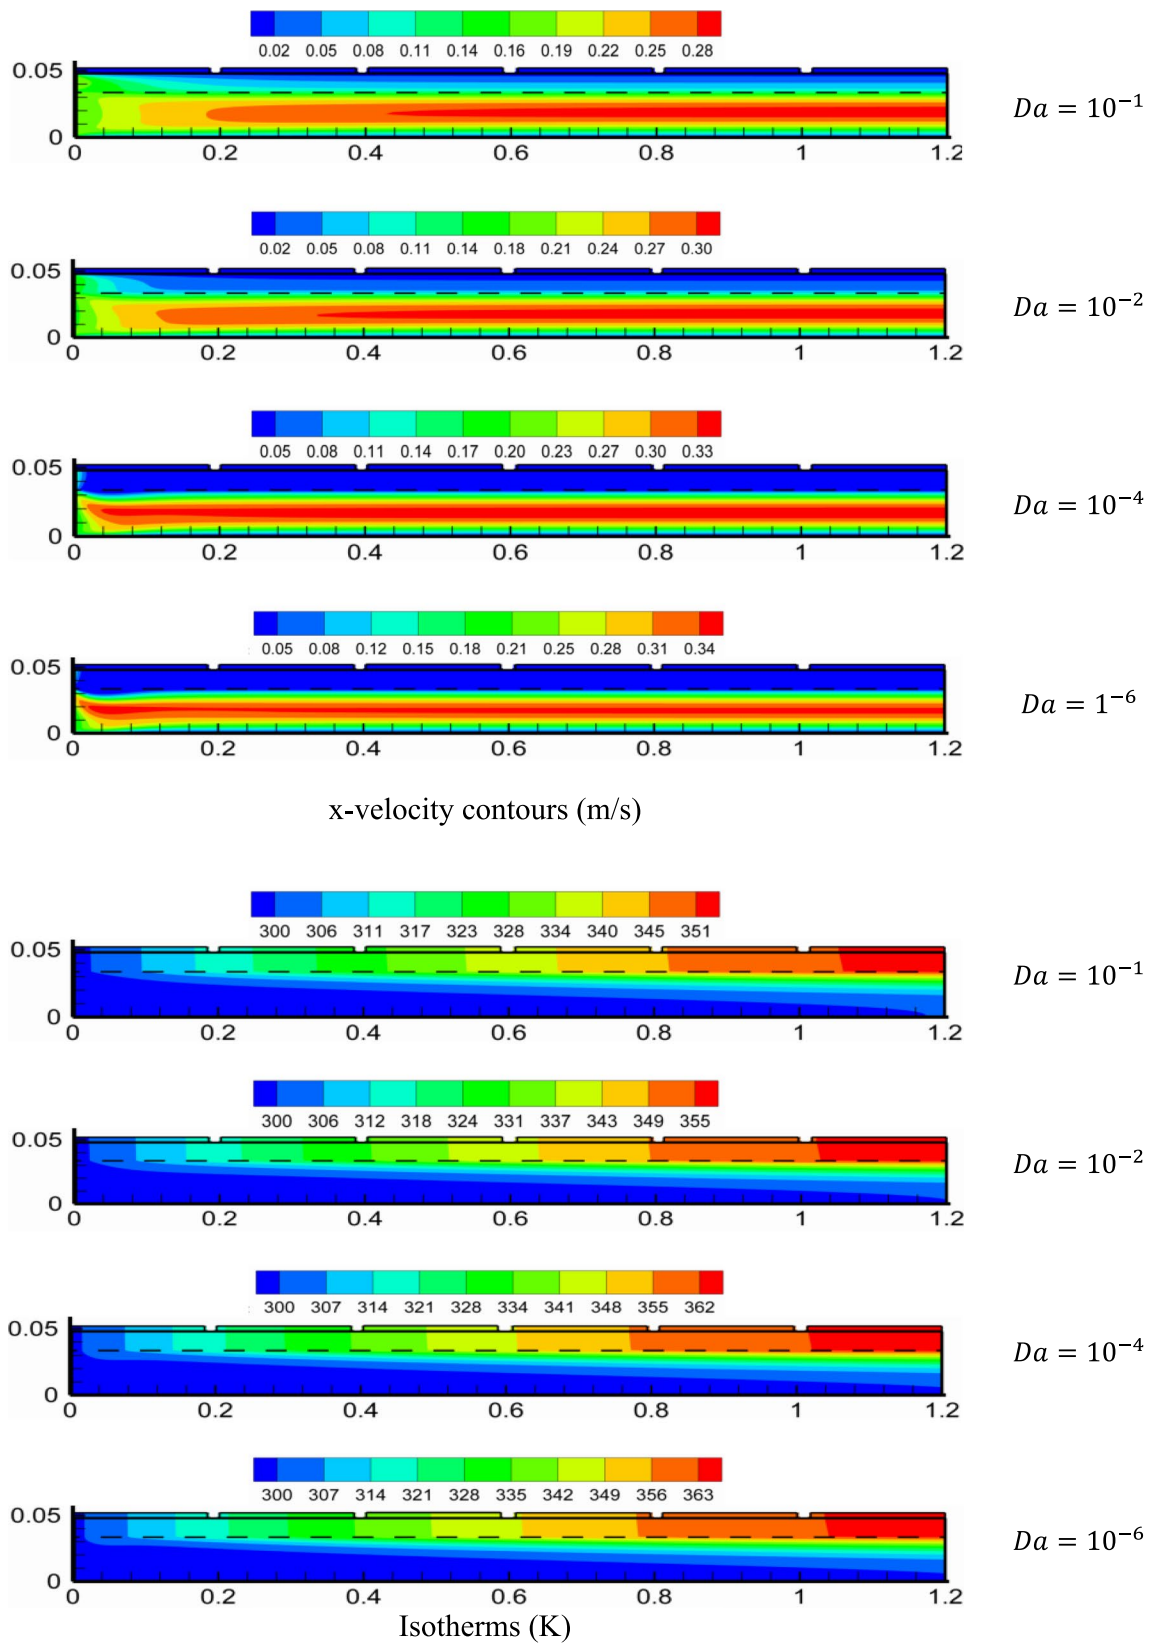 0.02 0.05 0.08 0.11 0.14 0.16 0.19 0.22 0.25 0.28
0.05
Da = 10⁻¹
0
0 0.2 0.4 0.6 0.8 1 1.2
0.02 0.05 0.08 0.11 0.14 0.18 0.21 0.24 0.27 0.30
0.05
Da = 10⁻²
0
0 0.2 0.4 0.6 0.8 1 1.2
0.05 0.08 0.11 0.14 0.17 0.20 0.23 0.27 0.30 0.33
0.05
Da = 10⁻⁴
0
0 0.2 0.4 0.6 0.8 1 1.2
0.05 0.08 0.12 0.15 0.18 0.21 0.25 0.28 0.31 0.34
0.05
Da = 1⁻⁶
0
0 0.2 0.4 0.6 0.8 1 1.2
x-velocity contours (m/s)
300 306 311 317 323 328 334 340 345 351
0.05
Da = 10⁻¹
0
0 0.2 0.4 0.6 0.8 1 1.2
300 306 312 318 324 331 337 343 349 355
0.05
Da = 10⁻²
0
0 0.2 0.4 0.6 0.8 1 1.2
300 307 314 321 328 334 341 348 355 362
0.05
Da = 10⁻⁴
0
0 0.2 0.4 0.6 0.8 1 1.2
300 307 314 321 328 335 342 349 356 363
0.05
Da = 10⁻⁶
0
0 0.2 0.4 0.6 0.8 1 1.2
Isotherms (K)